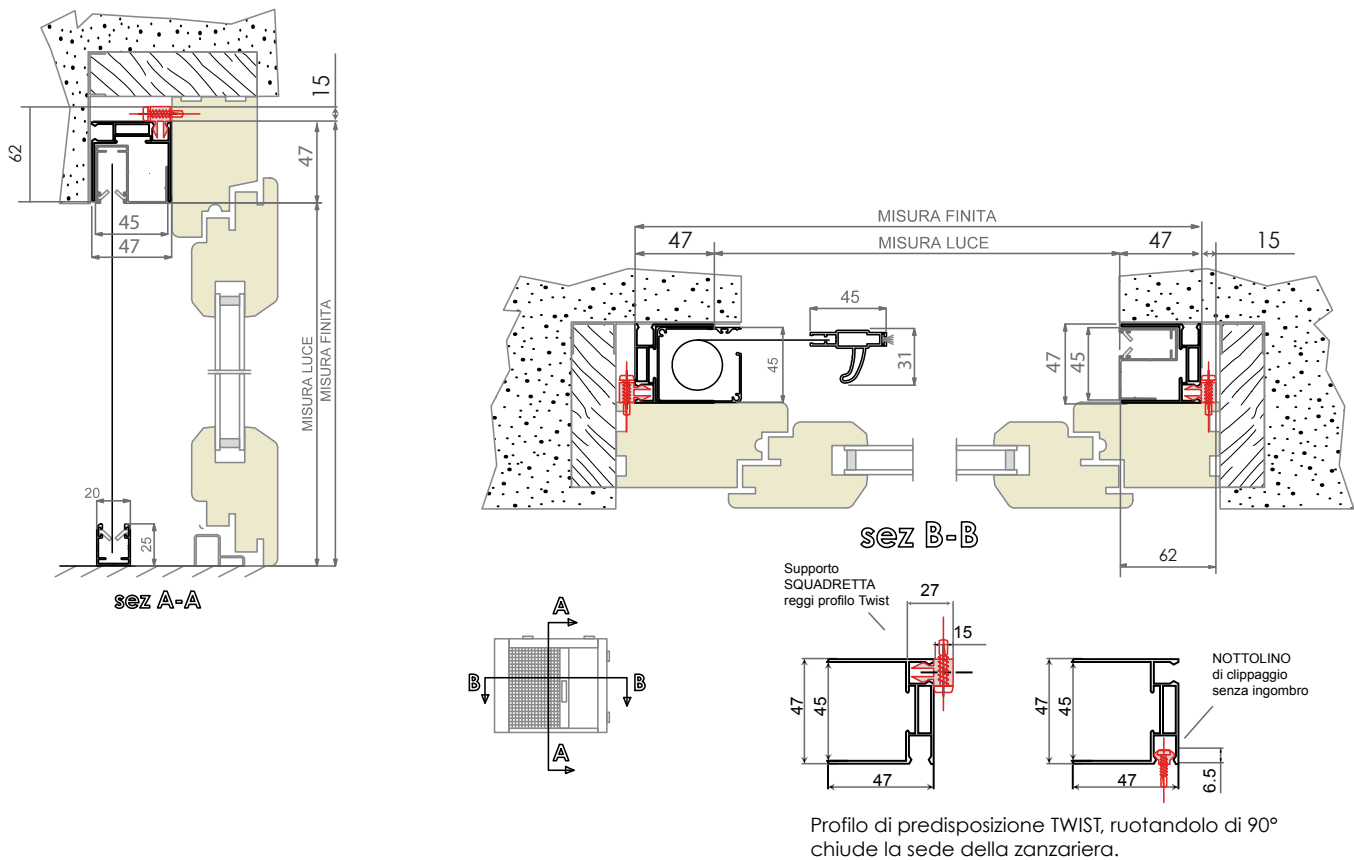 15
62
47
45
47
MISURA LUCE
MISURA FINITA
20
25
sez A-A
MISURA FINITA
47
MISURA LUCE
47
15
45
45
31
47
45
62
sez B-B
A
B
B
A
Supporto
SQUADRETTA
reggi profilo Twist
27
15
47
45
47
47
45
47
6.5
NOTTOLINO
di clippaggio
senza ingombro
Profilo di predisposizione TWIST, ruotandolo di 90°
chiude la sede della zanzariera.